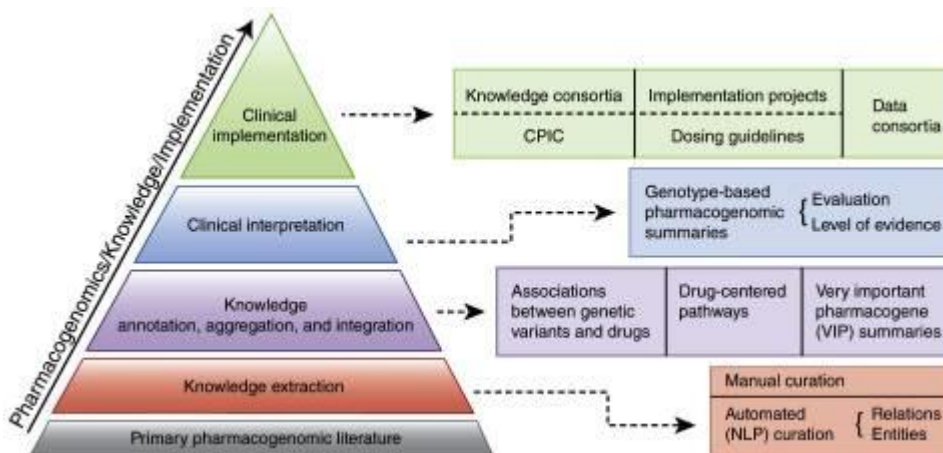 Pharmacogenomics/Knowledge/Implementation
Clinical
implementation
Knowledge consortia
CPIC
Implementation projects
Dosing guidelines
Data
consortia
Clinical interpretation
Genotype-based
pharmacogenomic
summaries
{ Evaluation
Level of evidence
Knowledge
annotation, aggregation, and integration
Associations
between genetic
variants and drugs
Drug-centered
pathways
Very important
pharmacogene
(VIP) summaries
Knowledge extraction
Manual curation
Automated
(NLP) curation
{ Relations
Entities
Primary pharmacogenomic literature